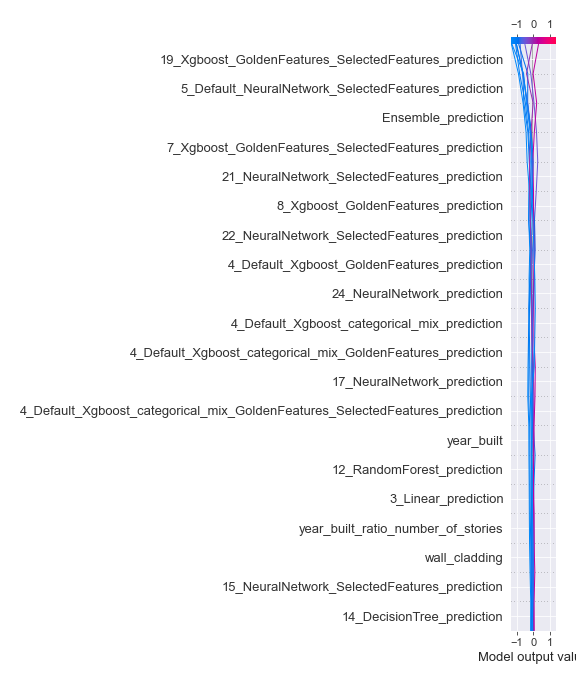 −1 0 1
19_Xgboost_GoldenFeatures_SelectedFeatures_prediction
5_Default_NeuralNetwork_SelectedFeatures_prediction
Ensemble_prediction
7_Xgboost_GoldenFeatures_SelectedFeatures_prediction
21_NeuralNetwork_SelectedFeatures_prediction
8_Xgboost_GoldenFeatures_prediction
22_NeuralNetwork_SelectedFeatures_prediction
4_Default_Xgboost_GoldenFeatures_prediction
24_NeuralNetwork_prediction
4_Default_Xgboost_categorical_mix_prediction
4_Default_Xgboost_categorical_mix_GoldenFeatures_prediction
17_NeuralNetwork_prediction
4_Default_Xgboost_categorical_mix_GoldenFeatures_SelectedFeatures_prediction
year_built
12_RandomForest_prediction
3_Linear_prediction
year_built_ratio_number_of_stories
wall_cladding
15_NeuralNetwork_SelectedFeatures_prediction
14_DecisionTree_prediction
−1 0 1
Model output valu